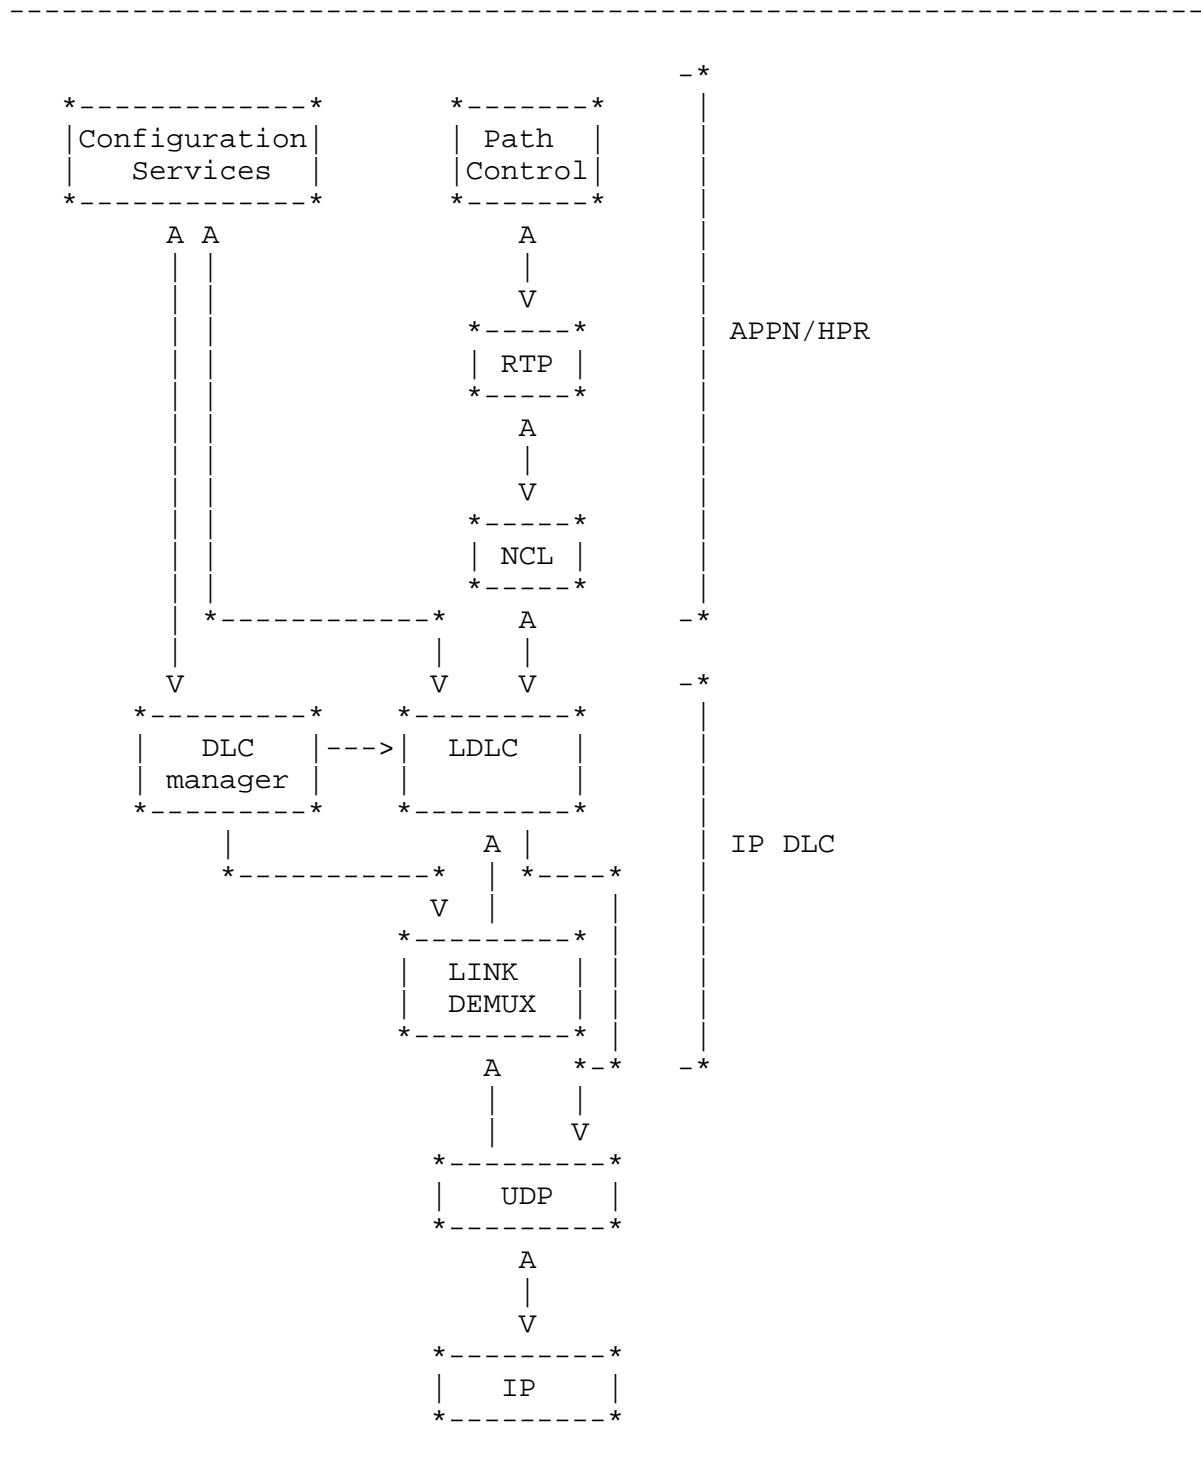 ---------------------------------------------------------------------

                                      -*
   *-------------*       *-------*     |
   |Configuration|       | Path  |     |
   |   Services  |       |Control|     |
   *-------------*       *-------*     |
         A A                 A         |
         | |                 |         |
         | |                 V         |
         | |              *-----*      | APPN/HPR
         | |              | RTP |      |
         | |              *-----*      |
         | |                 A         |
         | |                 |         |
         | |                 V         |
         | |              *-----*      |
         | |              | NCL |      |
         | |              *-----*      |
         | *------------*    A        -*
         |              |    |
         V              V    V        -*
       *---------*    *---------*      |
       |   DLC   |--->|  LDLC   |      |
       | manager |    |         |      |
       *---------*    *---------*      |
            |              A |         | IP DLC
            *-----------*  | *----*    |
                        V  |      |    |
                      *---------* |    |
                      |  LINK   | |    |
                      |  DEMUX  | |    |
                      *---------* |    |
                           A    *-*   -*
                           |    |
                           |    V
                        *---------*
                        |   UDP   |
                        *---------*
                             A
                             |
                             V
                        *---------*
                        |   IP    |
                        *---------*